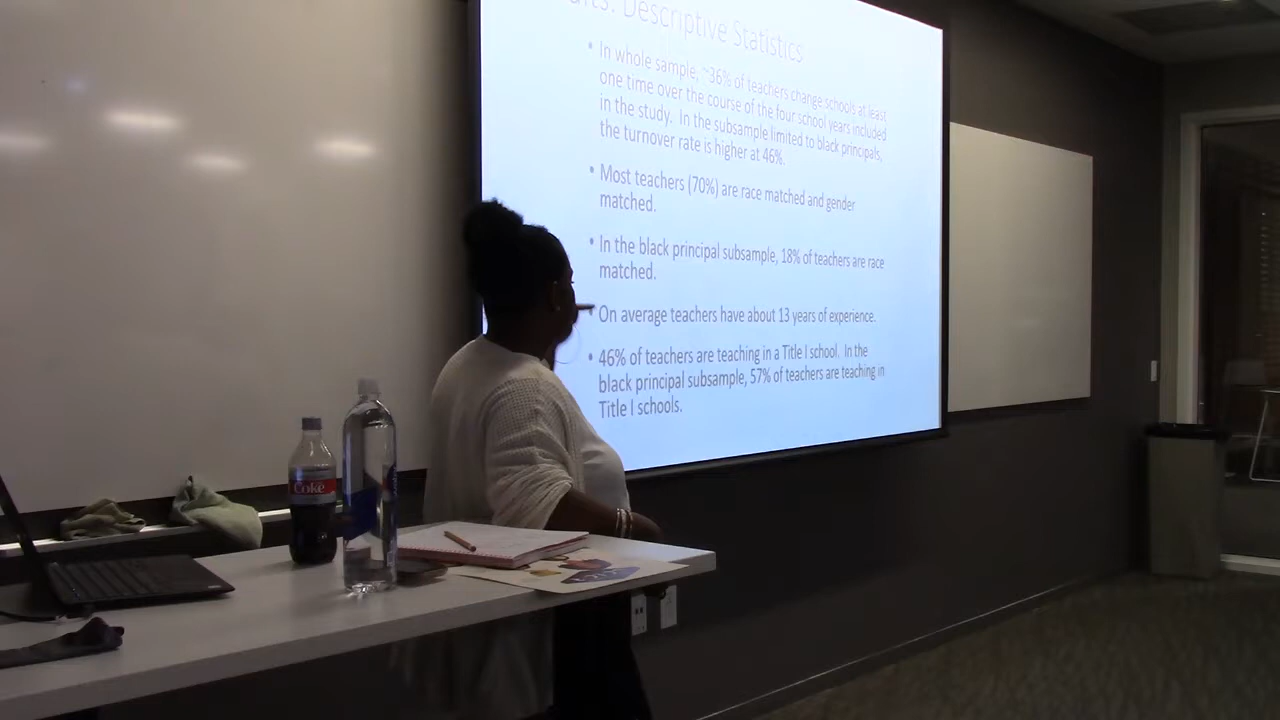 Descriptive Statistics
• In whole sample, ~36% of teachers change schools at least
one time over the course of the four school years included
in the study. In the subsample limited to black principals,
the turnover rate is higher at 46%.
• Most teachers (70%) are race matched and gender
matched.
• In the black principal subsample, 18% of teachers are race
matched.
• On average teachers have about 13 years of experience.
• 46% of teachers are teaching in a Title I school. In the
black principal subsample, 57% of teachers are teaching in
Title I schools.
Coke